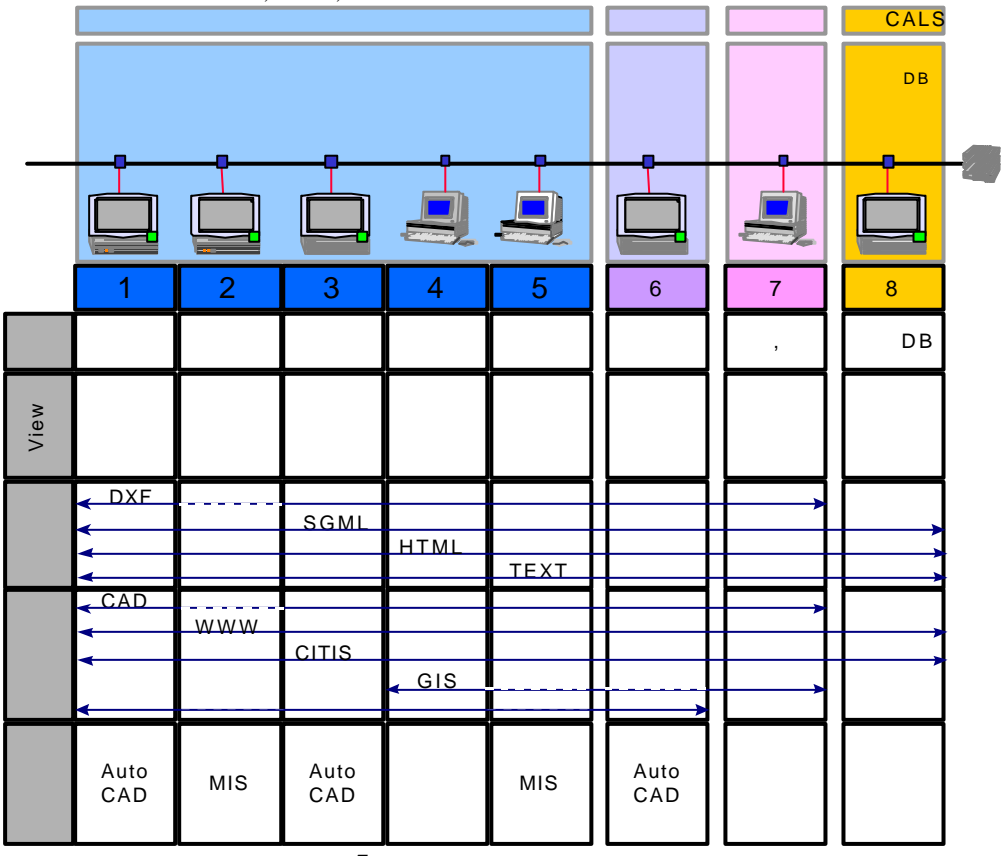 CALS
DB
1 2 3 4 5 6 7 8
, DB
View
DXF
SGML
HTML
TEXT
CAD
WWW
CITIS
GIS
Auto CAD MIS Auto CAD MIS Auto CAD